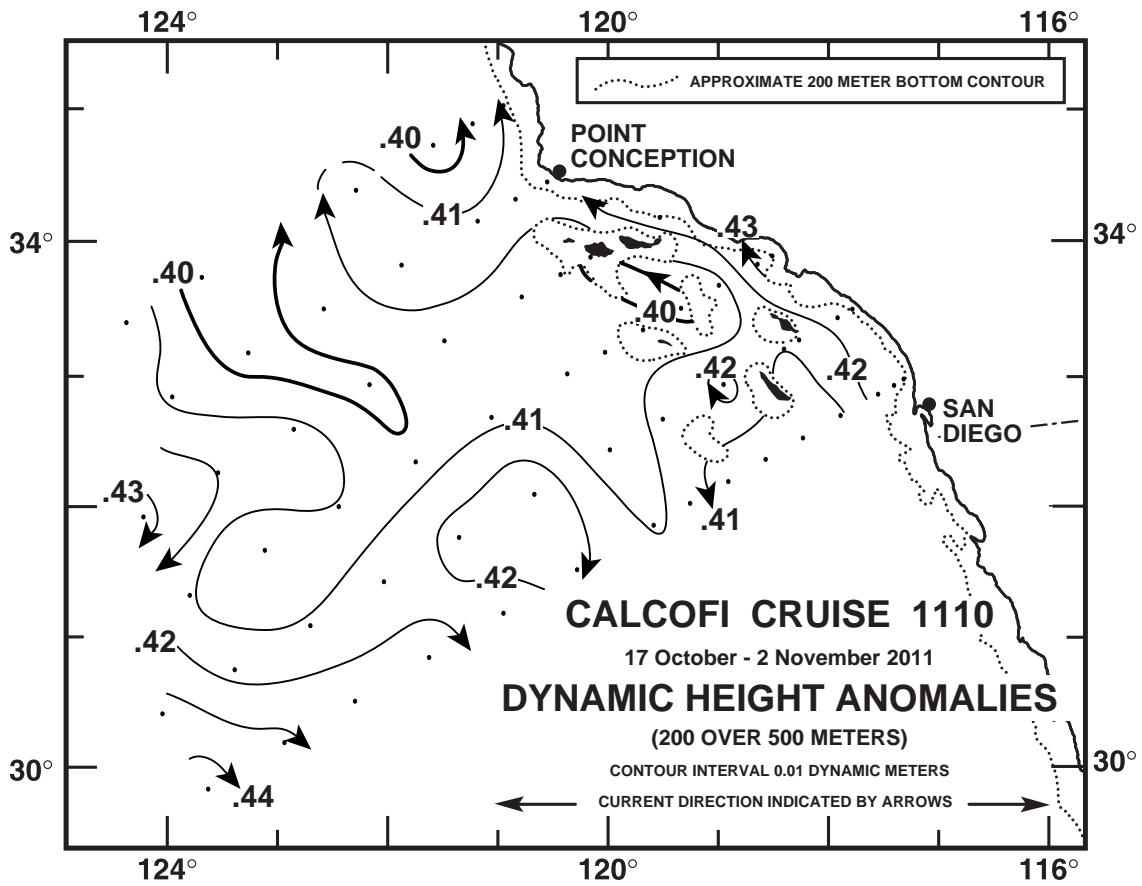 124° 120° 116°
APPROXIMATE 200 METER BOTTOM CONTOUR
.40
POINT
CONCEPTION
.41
.43
34° 34°
.40
.40
.42 .42
.41
SAN
DIEGO
.43
.41
.42
CALCOFI CRUISE 1110
.42
17 October - 2 November 2011
DYNAMIC HEIGHT ANOMALIES
(200 OVER 500 METERS)
30° 30°
CONTOUR INTERVAL 0.01 DYNAMIC METERS
.44
CURRENT DIRECTION INDICATED BY ARROWS
124° 120° 116°